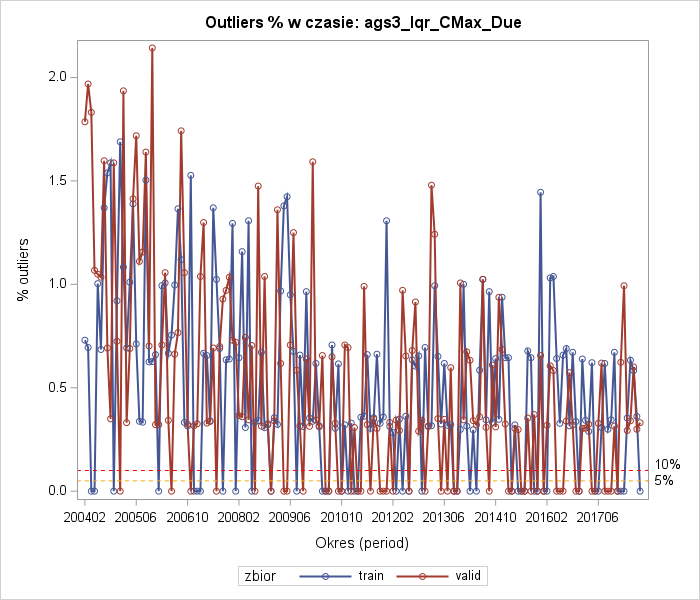 Outliers % w czasie: ags3_Iqr_CMax_Due
% outliers
2.0
1.5
1.0
0.5
0.0
10%
5%
200402 200506 200610 200802 200906 201010 201202 201306 201410 201602 201706
Okres (period)
zbior train valid